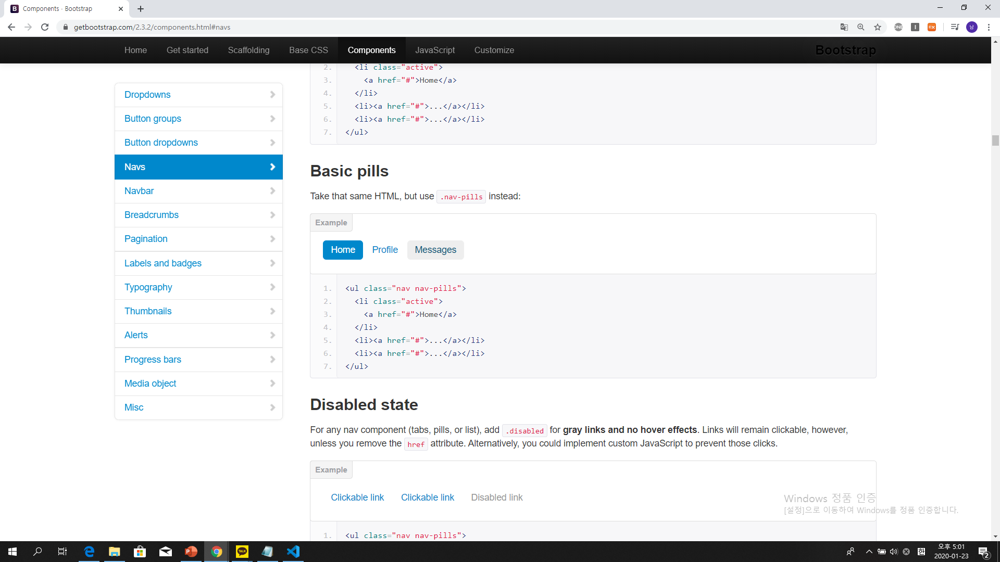 Components · Bootstrap
getbootstrap.com/2.3.2/components.html#navs
Home Get started Scaffolding Base CSS Components JavaScript Customize Bootstrap
Dropdowns
Button groups
Button dropdowns
Navs
Navbar
Breadcrumbs
Pagination
Labels and badges
Typography
Thumbnails
Alerts
Progress bars
Media object
Misc
2. <li class="active">
3. <a href="#">Home</a>
4. </li>
5. <li><a href="#">...</a></li>
6. <li><a href="#">...</a></li>
7. </ul>
Basic pills
Take that same HTML, but use .nav-pills instead:
Example
Home Profile Messages
1. <ul class="nav nav-pills">
2. <li class="active">
3. <a href="#">Home</a>
4. </li>
5. <li><a href="#">...</a></li>
6. <li><a href="#">...</a></li>
7. </ul>
Disabled state
For any nav component (tabs, pills, or list), add .disabled for gray links and no hover effects. Links will remain clickable, however,
unless you remove the href attribute. Alternatively, you could implement custom JavaScript to prevent those clicks.
Example
Clickable link Clickable link Disabled link
1. <ul class="nav nav-pills">
Windows 정품 인증
[설정]으로 이동하여 Windows를 정품 인증합니다.
오후 5:01
2020-01-23
2